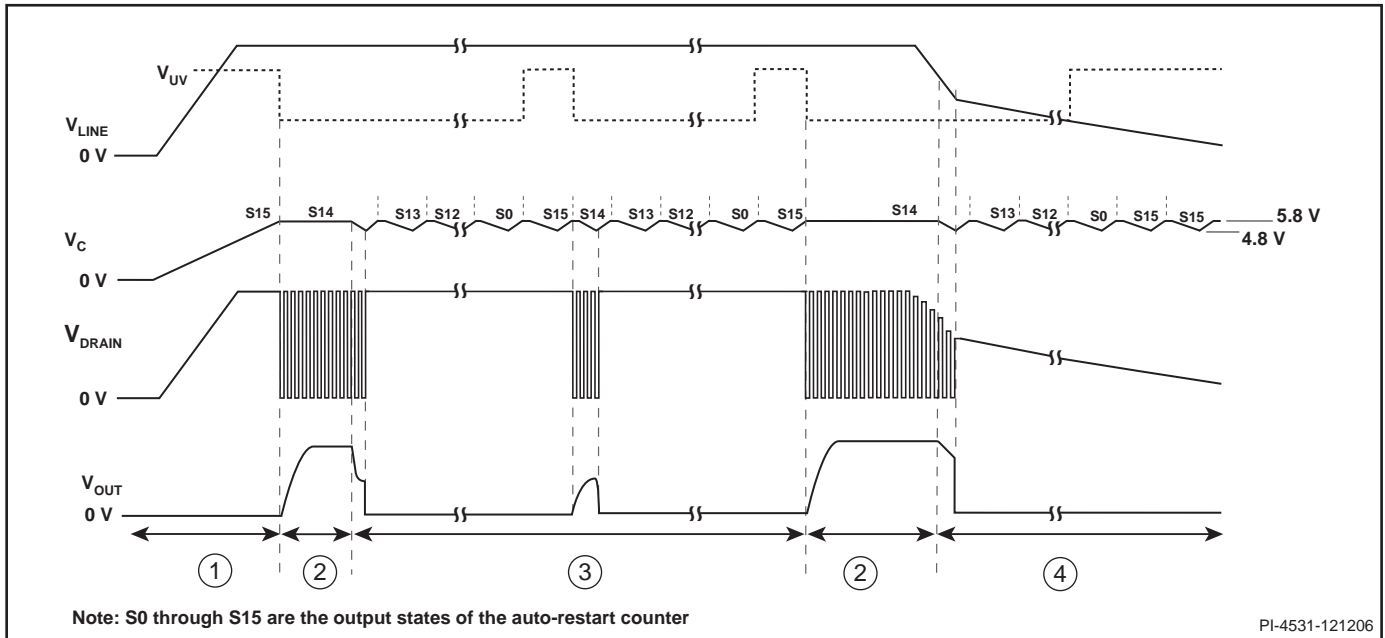 V_UV
V_LINE
0 V
S15 S14 S13 S12 S0 S15 S14 S13 S12 S0 S15 S14 S13 S12 S0 S15 S15 5.8 V
4.8 V
V_C
0 V
V_DRAIN
0 V
V_OUT
0 V
1 2 3 2 4
Note: S0 through S15 are the output states of the auto-restart counter
PI-4531-121206